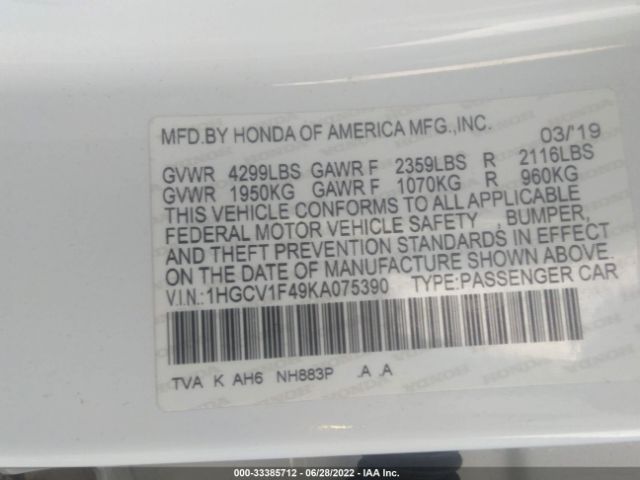 MFD.BY HONDA OF AMERICA MFG.,INC. 03/'19
GVWR 4299LBS GAWR F 2359LBS R 2116LBS
GVWR 1950KG GAWR F 1070KG R 960KG
THIS VEHICLE CONFORMS TO ALL APPLICABLE
FEDERAL MOTOR VEHICLE SAFETY , BUMPER,
AND THEFT PREVENTION STANDARDS IN EFFECT
ON THE DATE OF MANUFACTURE SHOWN ABOVE.
V.I.N.:1HGCV1F49KA075390 TYPE:PASSENGER CAR
TVA K AH6 NH883P .A .A
000-33385712 - 06/28/2022 - IAA Inc.